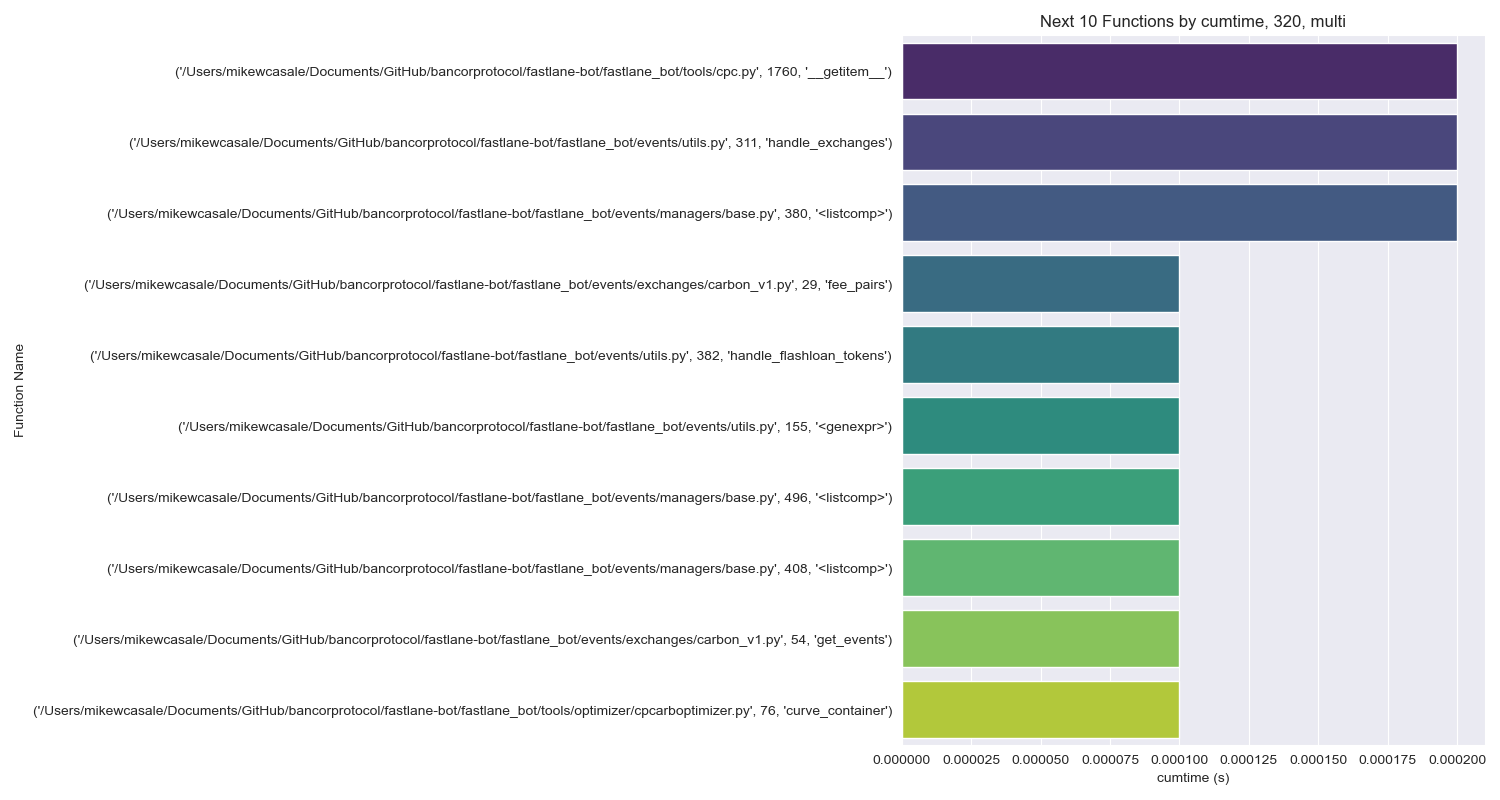 Next 10 Functions by cumtime, 320, multi
('/Users/mikewcasale/Documents/GitHub/bancorprotocol/fastlane-bot/fastlane_bot/tools/cpc.py', 1760, '__getitem__')
('/Users/mikewcasale/Documents/GitHub/bancorprotocol/fastlane-bot/fastlane_bot/events/utils.py', 311, 'handle_exchanges')
('/Users/mikewcasale/Documents/GitHub/bancorprotocol/fastlane-bot/fastlane_bot/events/managers/base.py', 380, '<listcomp>')
('/Users/mikewcasale/Documents/GitHub/bancorprotocol/fastlane-bot/fastlane_bot/events/exchanges/carbon_v1.py', 29, 'fee_pairs')
('/Users/mikewcasale/Documents/GitHub/bancorprotocol/fastlane-bot/fastlane_bot/events/utils.py', 382, 'handle_flashloan_tokens')
('/Users/mikewcasale/Documents/GitHub/bancorprotocol/fastlane-bot/fastlane_bot/events/utils.py', 155, '<genexpr>')
('/Users/mikewcasale/Documents/GitHub/bancorprotocol/fastlane-bot/fastlane_bot/events/managers/base.py', 496, '<listcomp>')
('/Users/mikewcasale/Documents/GitHub/bancorprotocol/fastlane-bot/fastlane_bot/events/managers/base.py', 408, '<listcomp>')
('/Users/mikewcasale/Documents/GitHub/bancorprotocol/fastlane-bot/fastlane_bot/events/exchanges/carbon_v1.py', 54, 'get_events')
('/Users/mikewcasale/Documents/GitHub/bancorprotocol/fastlane-bot/fastlane_bot/tools/optimizer/cpcarboptimizer.py', 76, 'curve_container')
Function Name
0.000000 0.000025 0.000050 0.000075 0.000100 0.000125 0.000150 0.000175 0.000200
cumtime (s)